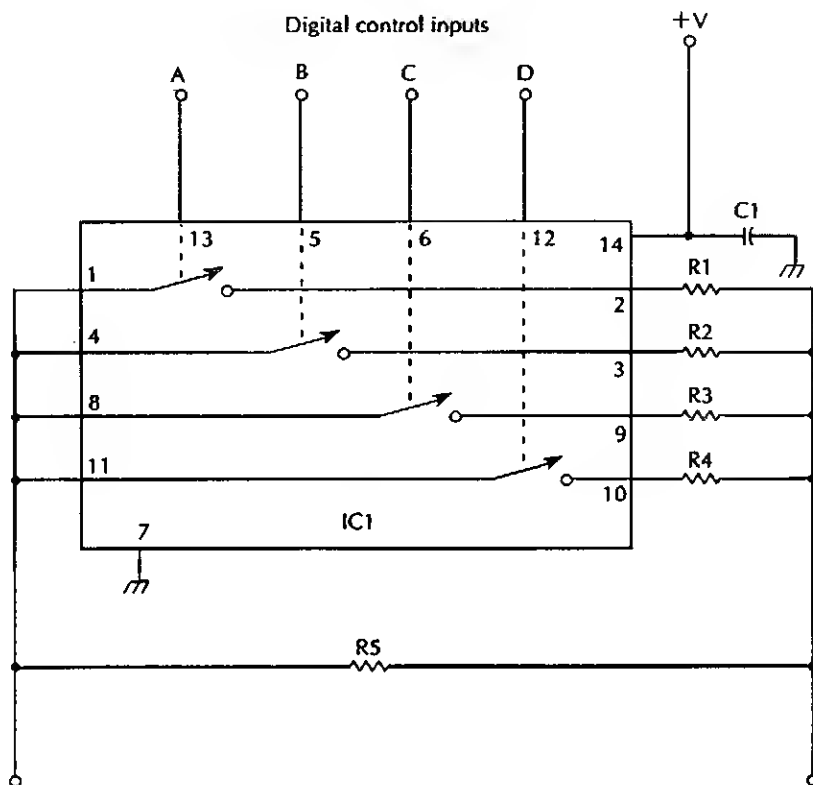 Digital control inputs
+V
A B C D
C1
13 5 6 12 14
1 2 R1
4 3 R2
8 9 R3
11 10 R4
IC1
7
R5